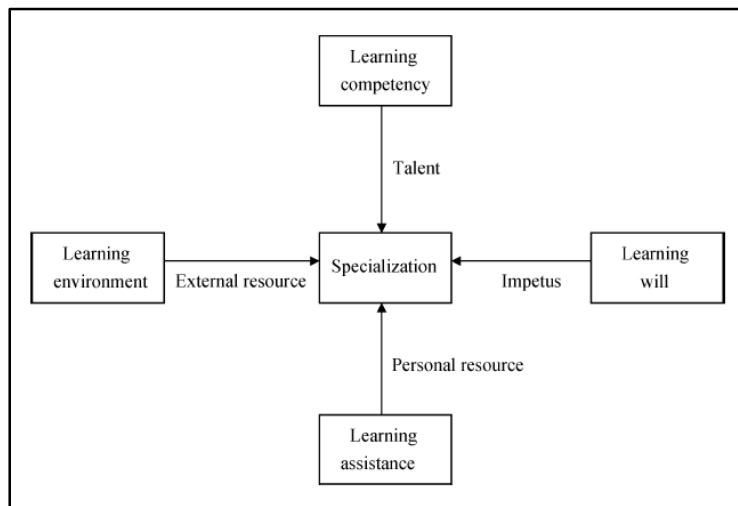 Learning
competency
Talent
Learning
environment
External resource
Specialization
Impetus
Learning
will
Personal resource
Learning
assistance